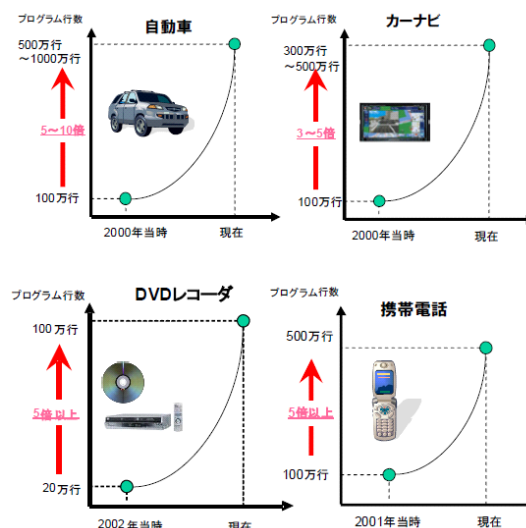 プログラム行数
自動車
500万行
～1000万行
5～10倍
100万行
2000年当時
現在
プログラム行数
カーナビ
300万行
～500万行
3～5倍
100万行
2000年当時
現在
プログラム行数
DVDレコーダ
100万行
5倍以上
20万行
2002年当時
現在
プログラム行数
携帯電話
500万行
5倍以上
100万行
2001年当時
現在